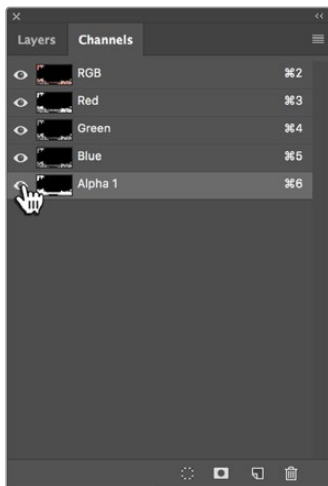 Layers Channels
RGB ⌘2
Red ⌘3
Green ⌘4
Blue ⌘5
Alpha 1 ⌘6